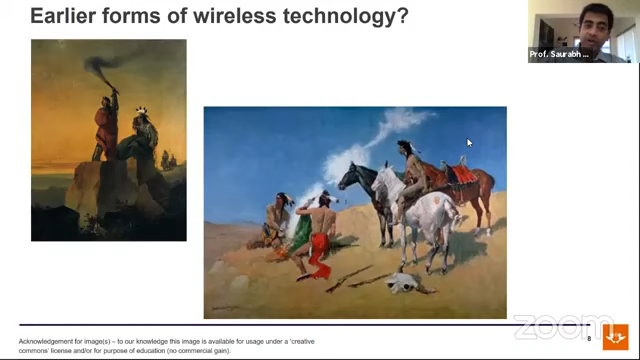 Earlier forms of wireless technology?
Prof. Saurabh ...
Acknowledgement for image(s) – to our knowledge this image is available for usage under a 'creative
commons' license and/or for purpose of education (no commercial gain).
8
zoom